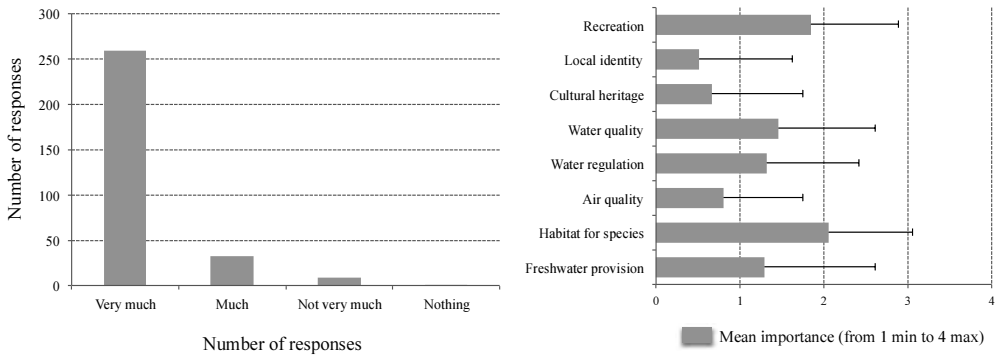 Number of responses
300
250
200
150
100
50
0
Very much
Much
Not very much
Nothing
Number of responses
Recreation
Local identity
Cultural heritage
Water quality
Water regulation
Air quality
Habitat for species
Freshwater provision
0
1
2
3
4
Mean importance (from 1 min to 4 max)